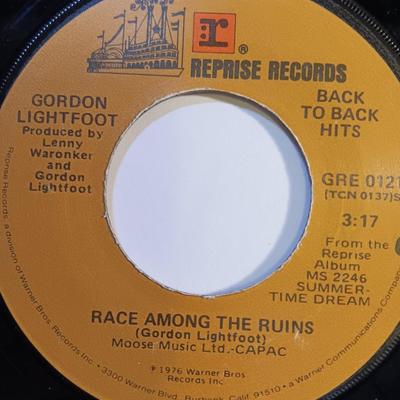 r
REPRISE RECORDS
GORDON
LIGHTFOOT
Produced by
Lenny
Waronker
and
Gordon
Lightfoot
BACK
TO BACK
HITS
GRE 0121
(TCN 0137)S
3:17
From the
Reprise
Album
MS 2246
SUMMER-
TIME DREAM
RACE AMONG THE RUINS
(Gordon Lightfoot)
Moose Music Ltd.-CAPAC
℗ 1976 Warner Bros.
Records Inc.
Reprise Records, a division of Warner Bros. Records Inc. • 3300 Warner Blvd., Burbank, Calif. 91510 • a Warner Communications Company